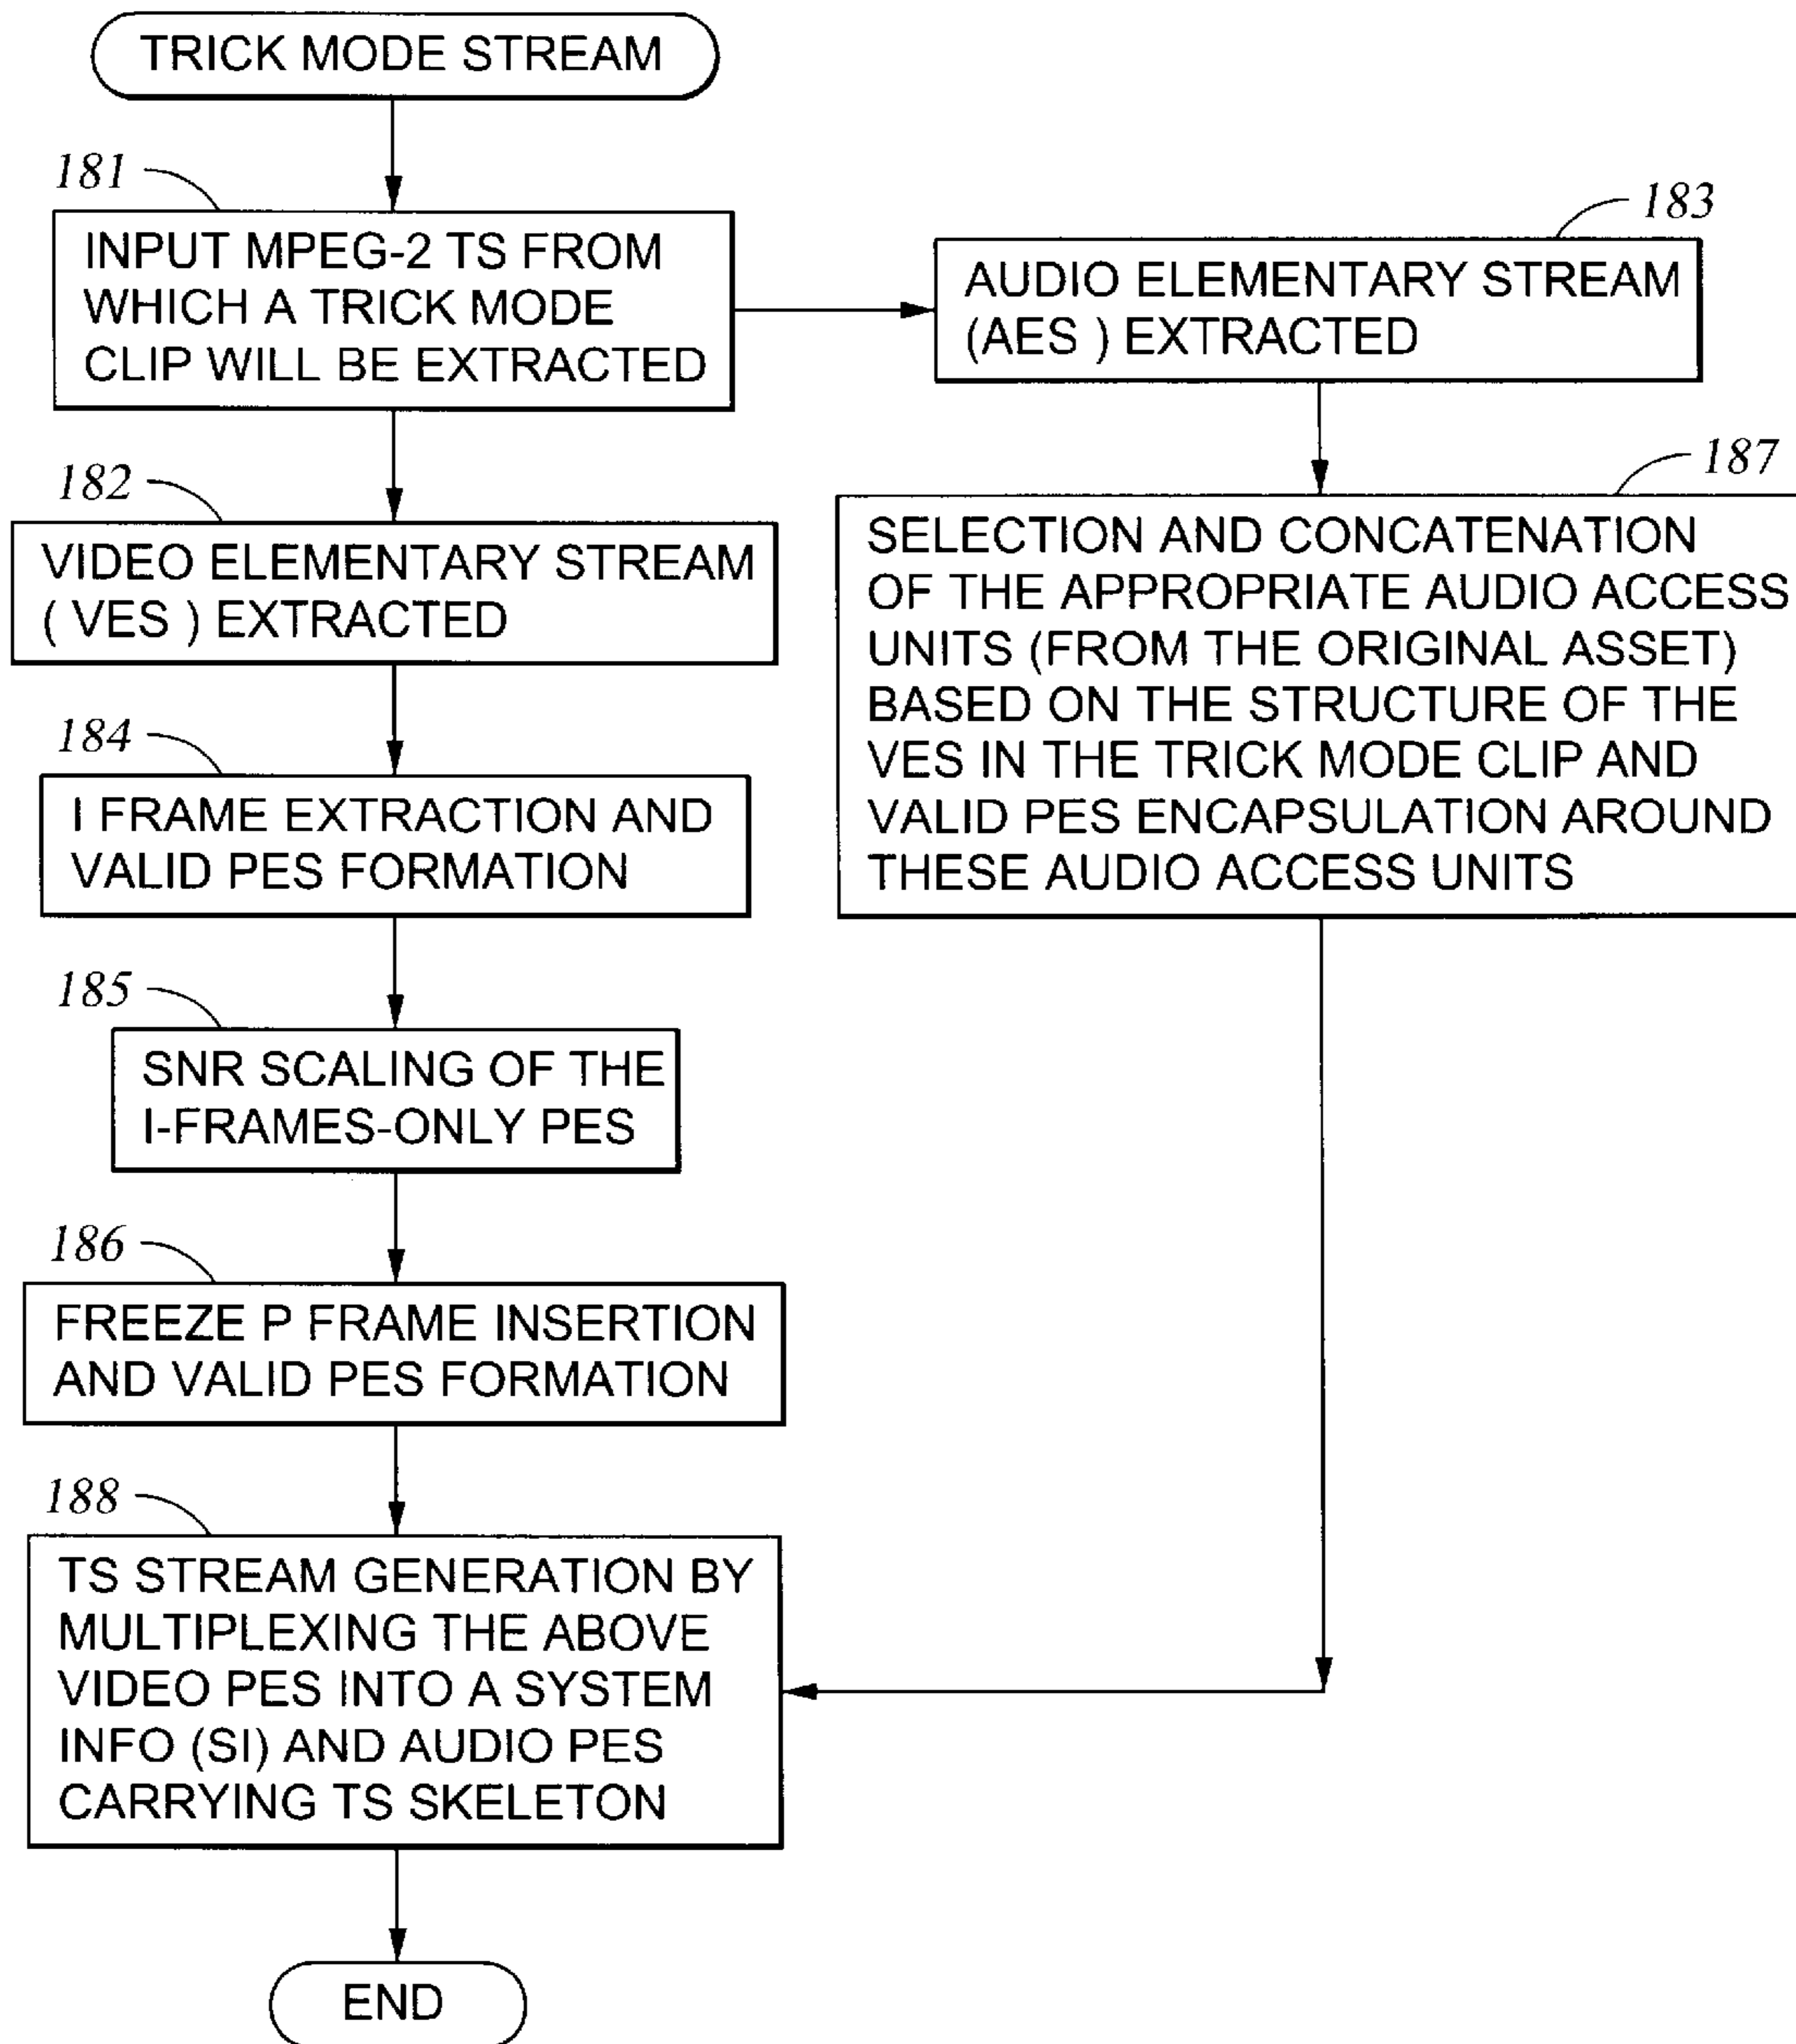 TRICK MODE STREAM
181
INPUT MPEG-2 TS FROM
WHICH A TRICK MODE
CLIP WILL BE EXTRACTED
183
AUDIO ELEMENTARY STREAM
(AES ) EXTRACTED
182
VIDEO ELEMENTARY STREAM
( VES ) EXTRACTED
187
SELECTION AND CONCATENATION
OF THE APPROPRIATE AUDIO ACCESS
UNITS (FROM THE ORIGINAL ASSET)
BASED ON THE STRUCTURE OF THE
VES IN THE TRICK MODE CLIP AND
VALID PES ENCAPSULATION AROUND
THESE AUDIO ACCESS UNITS
184
I FRAME EXTRACTION AND
VALID PES FORMATION
185
SNR SCALING OF THE
I-FRAMES-ONLY PES
186
FREEZE P FRAME INSERTION
AND VALID PES FORMATION
188
TS STREAM GENERATION BY
MULTIPLEXING THE ABOVE
VIDEO PES INTO A SYSTEM
INFO (SI) AND AUDIO PES
CARRYING TS SKELETON
END